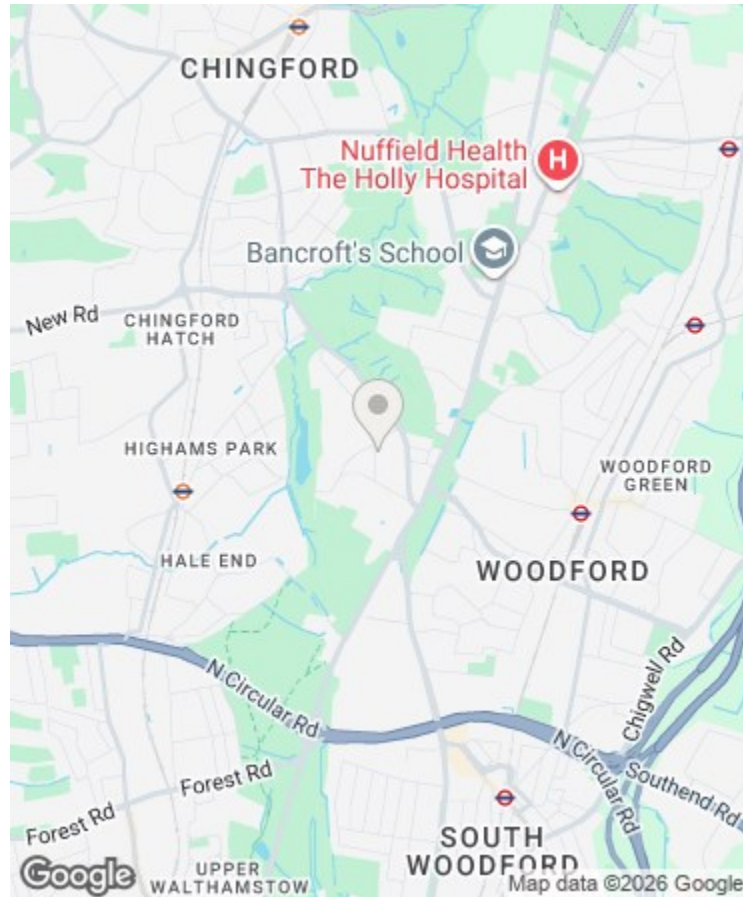 CHINGFORD
Nuffield Health
The Holly Hospital
H
Bancroft's School
New Rd
CHINGFORD
HATCH
HIGHAMS PARK
WOODFORD
GREEN
HALE END
WOODFORD
N Circular Rd
Chigwell Rd
N Circular Rd
Southend Rd
Forest Rd
Forest Rd
SOUTH
WOODFORD
UPPER
WALTHAMSTOW
Google
Map data ©2026 Google